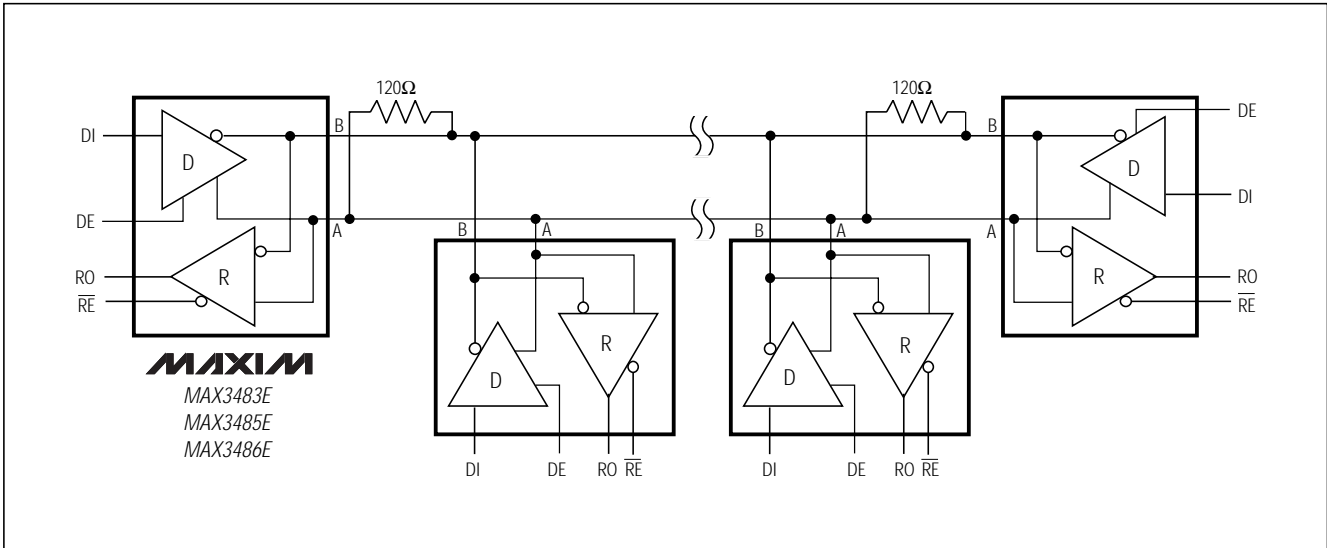 120Ω 120Ω
DI D B B D DE
DI
DE A A
B A B A
RO R R RO
RE RE
R R
D D
MAXIM
MAX3483E
MAX3485E
MAX3486E
DI DE RO RE DI DE RO RE